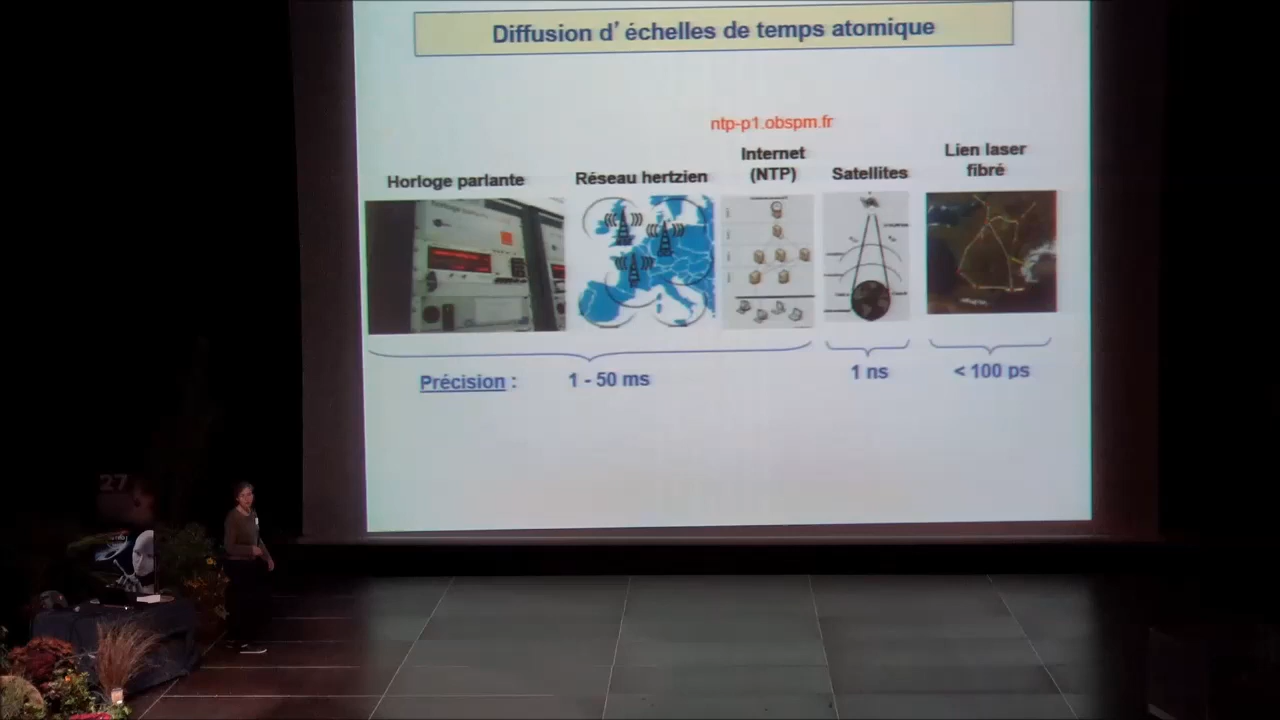 Diffusion d’ échelles de temps atomique
ntp-p1.obspm.fr
Horloge parlante
Réseau hertzien
Internet
(NTP)
Satellites
Lien laser
fibré
Précision :
1 - 50 ms
1 ns
< 100 ps
27